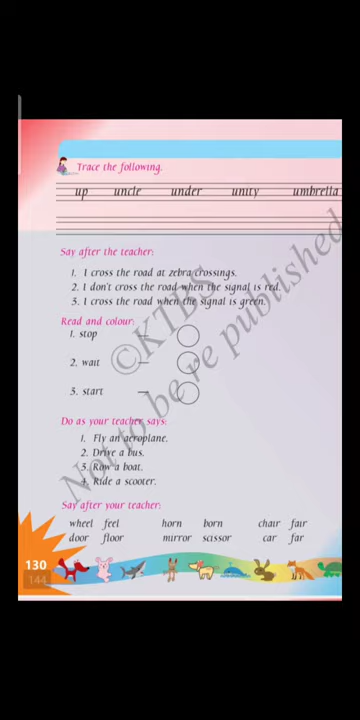 Trace the following.
up uncle under unity umbrella
Say after the teacher:
1. I cross the road at zebra crossings.
2. I don't cross the road when the signal is red.
3. I cross the road when the signal is green.
Read and colour:
1. stop –
2. wait –
3. start –
Do as your teacher says:
1. Fly an aeroplane.
2. Drive a bus.
3. Row a boat.
4. Ride a scooter.
Say after your teacher:
wheel feel horn born chair fair
door floor mirror scissor car far
130
144
©KTBS
Not to be re published